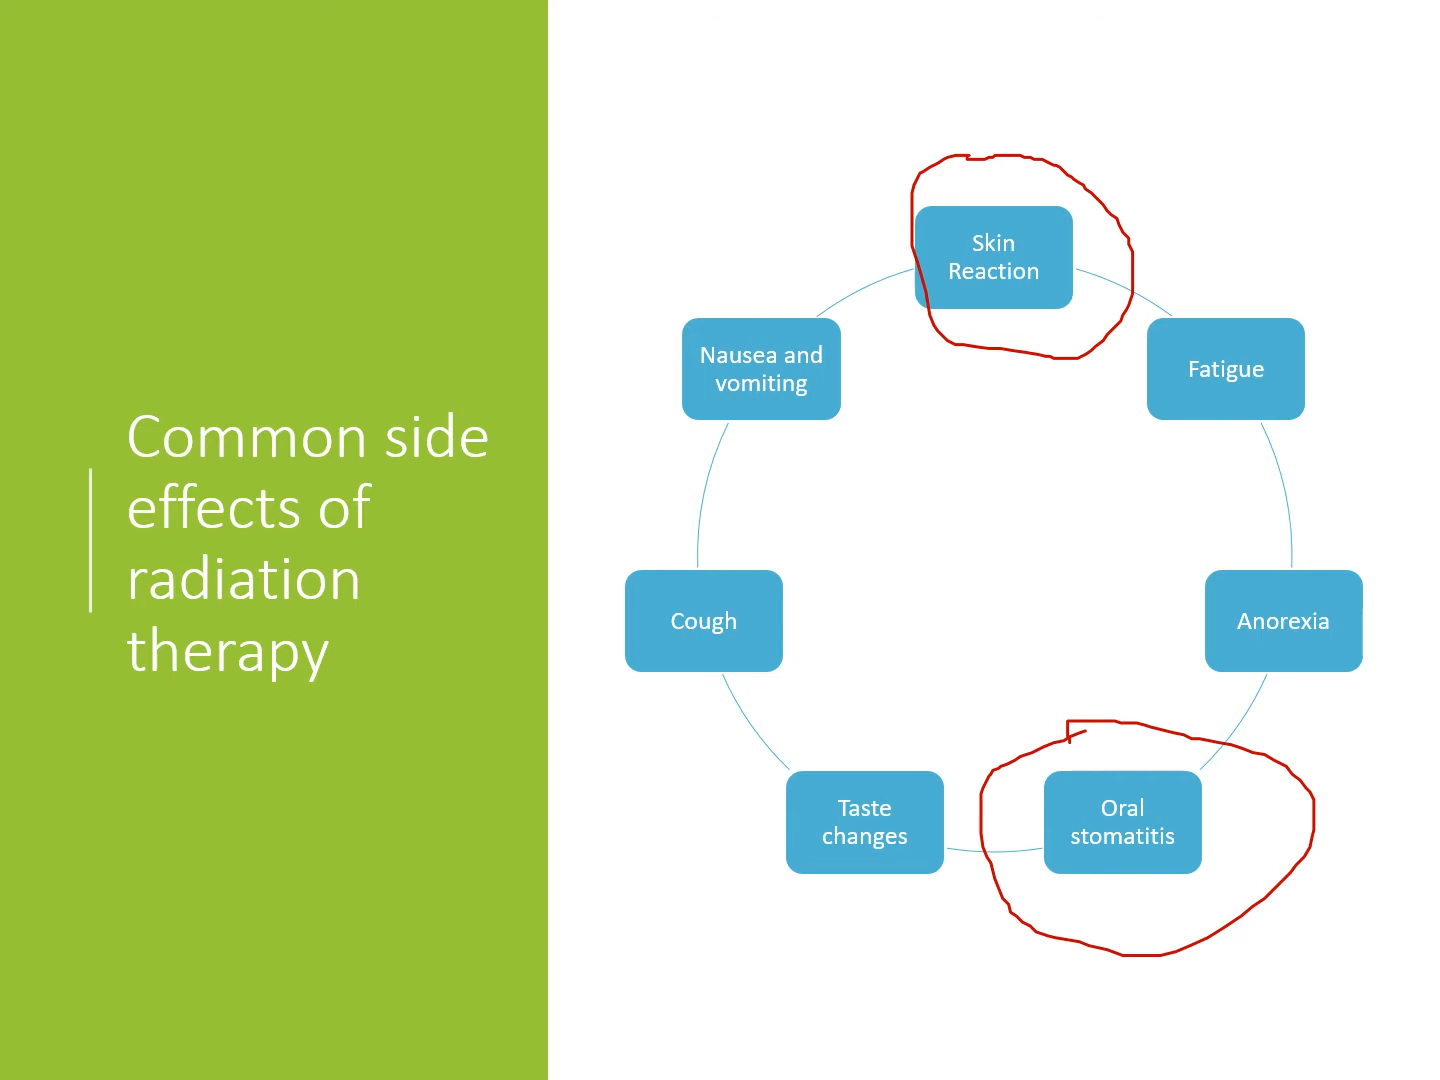 Common side
effects of
radiation
therapy
Skin
Reaction
Fatigue
Anorexia
Oral
stomatitis
Taste
changes
Cough
Nausea and
vomiting